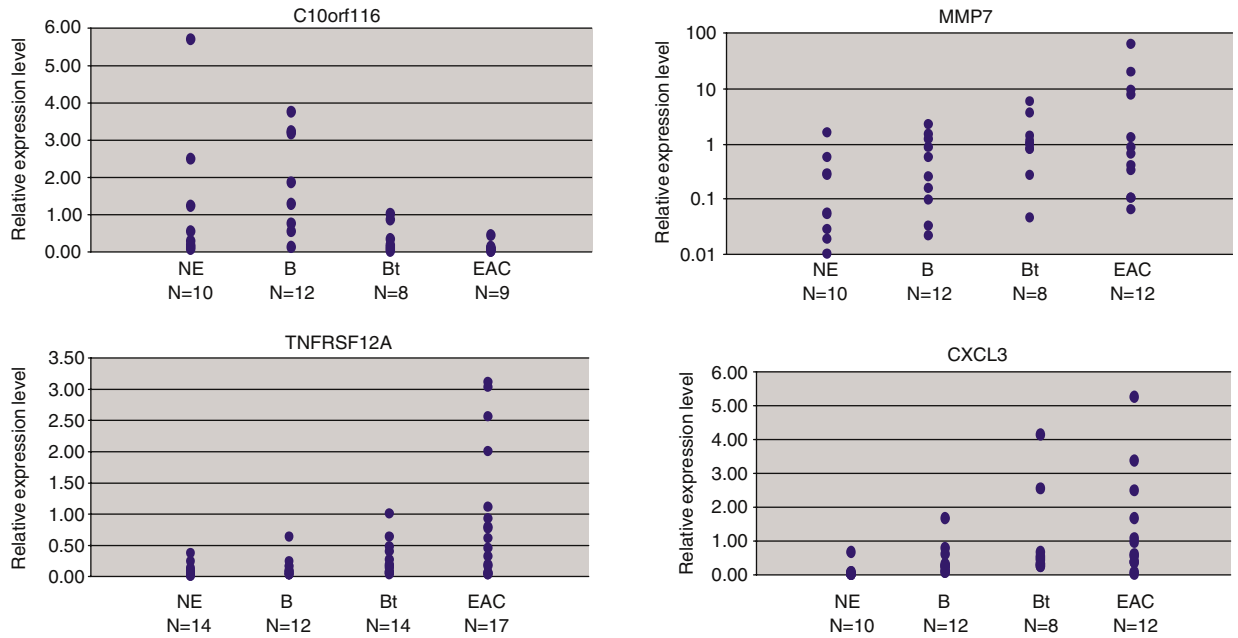 C10orf116
Relative expression level
6.00
5.00
4.00
3.00
2.00
1.00
0.00
NE B Bt EAC
N=10 N=12 N=8 N=9
MMP7
Relative expression level
100
10
1
0.1
0.01
NE B Bt EAC
N=10 N=12 N=8 N=12
TNFRSF12A
Relative expression level
3.50
3.00
2.50
2.00
1.50
1.00
0.50
0.00
NE B Bt EAC
N=14 N=12 N=14 N=17
CXCL3
Relative expression level
6.00
5.00
4.00
3.00
2.00
1.00
0.00
NE B Bt EAC
N=10 N=12 N=8 N=12